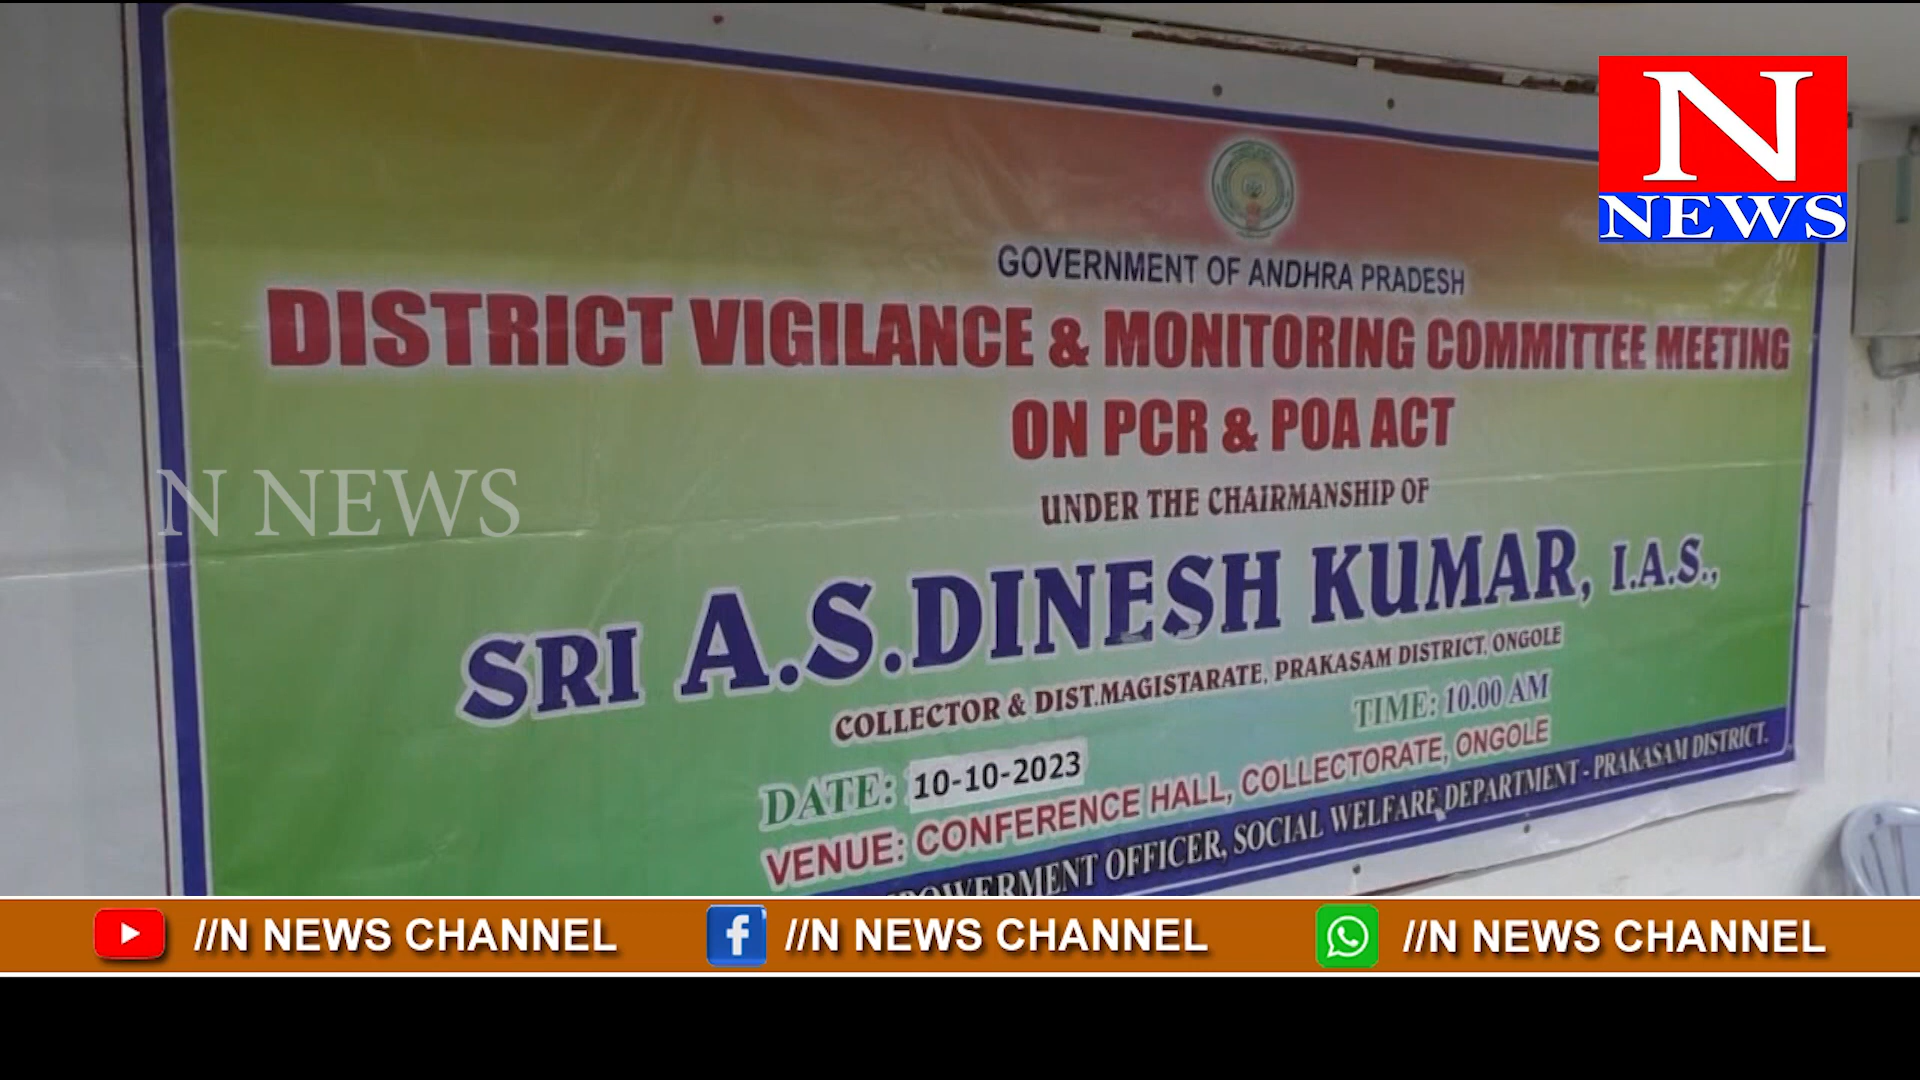 N
NEWS
GOVERNMENT OF ANDHRA PRADESH
DISTRICT VIGILANCE & MONITORING COMMITTEE MEETING
ON PCR & POA ACT
UNDER THE CHAIRMANSHIP OF
N NEWS
SRI A.S.DINESH KUMAR, I.A.S.,
COLLECTOR & DIST.MAGISTARATE, PRAKASAM DISTRICT, ONGOLE
DATE: 10-10-2023 TIME: 10.00 AM
VENUE: CONFERENCE HALL, COLLECTORATE, ONGOLE
OFFICER, SOCIAL WELFARE DEPARTMENT - PRAKASAM DISTRICT.
//N NEWS CHANNEL //N NEWS CHANNEL //N NEWS CHANNEL